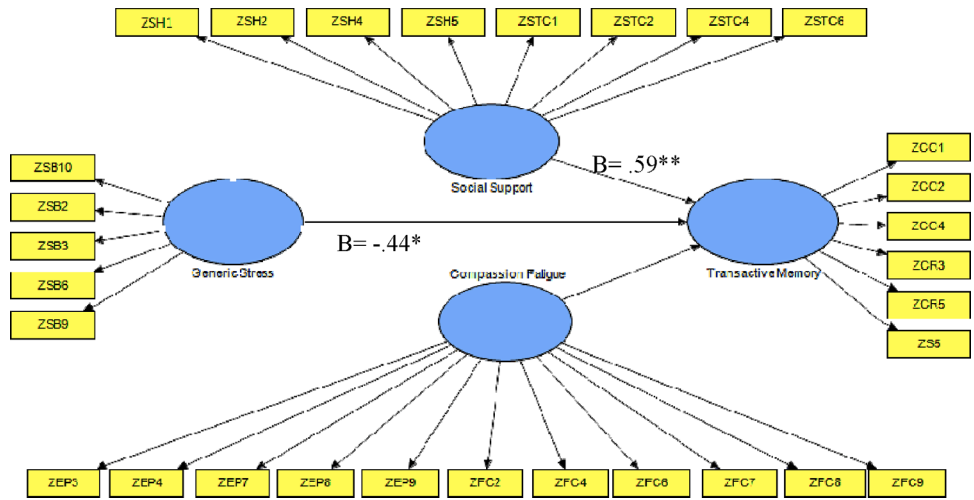 ZSH1 ZSH2 ZSH4 ZSH5 ZSTC1 ZSTC2 ZSTC4 ZSTC6
Social Support
B= .59**
ZSB10
ZSB2
ZSB3
ZSB6
ZSB9
Generic Stress
B= -.44*
Compassion Fatigue
Transactive Memory
ZCC1
ZCC2
ZCC4
ZCR3
ZCR5
ZS5
ZEP3 ZEP4 ZEP7 ZEP8 ZEP9 ZFC2 ZFC4 ZFC6 ZFC7 ZFC8 ZFC9